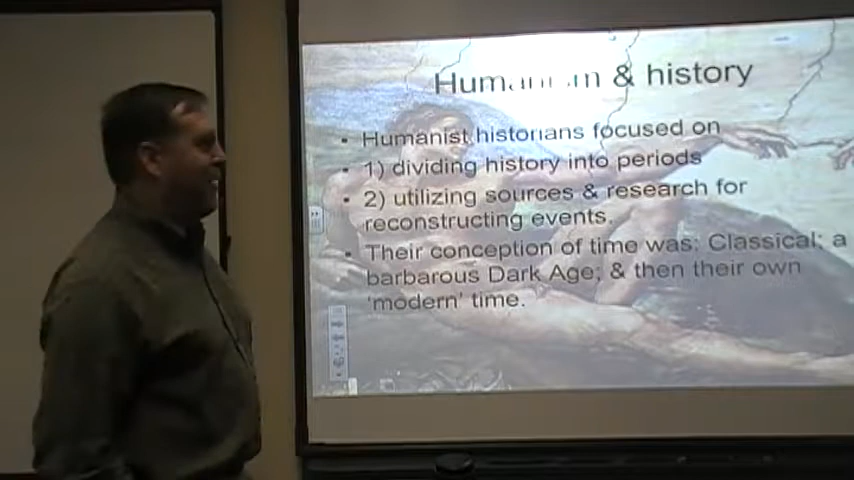 Humanism & history
• Humanist historians focused on
• 1) dividing history into periods
• 2) utilizing sources & research for
reconstructing events.
• Their conception of time was: Classical; a
barbarous Dark Age; & then their own
'modern' time.